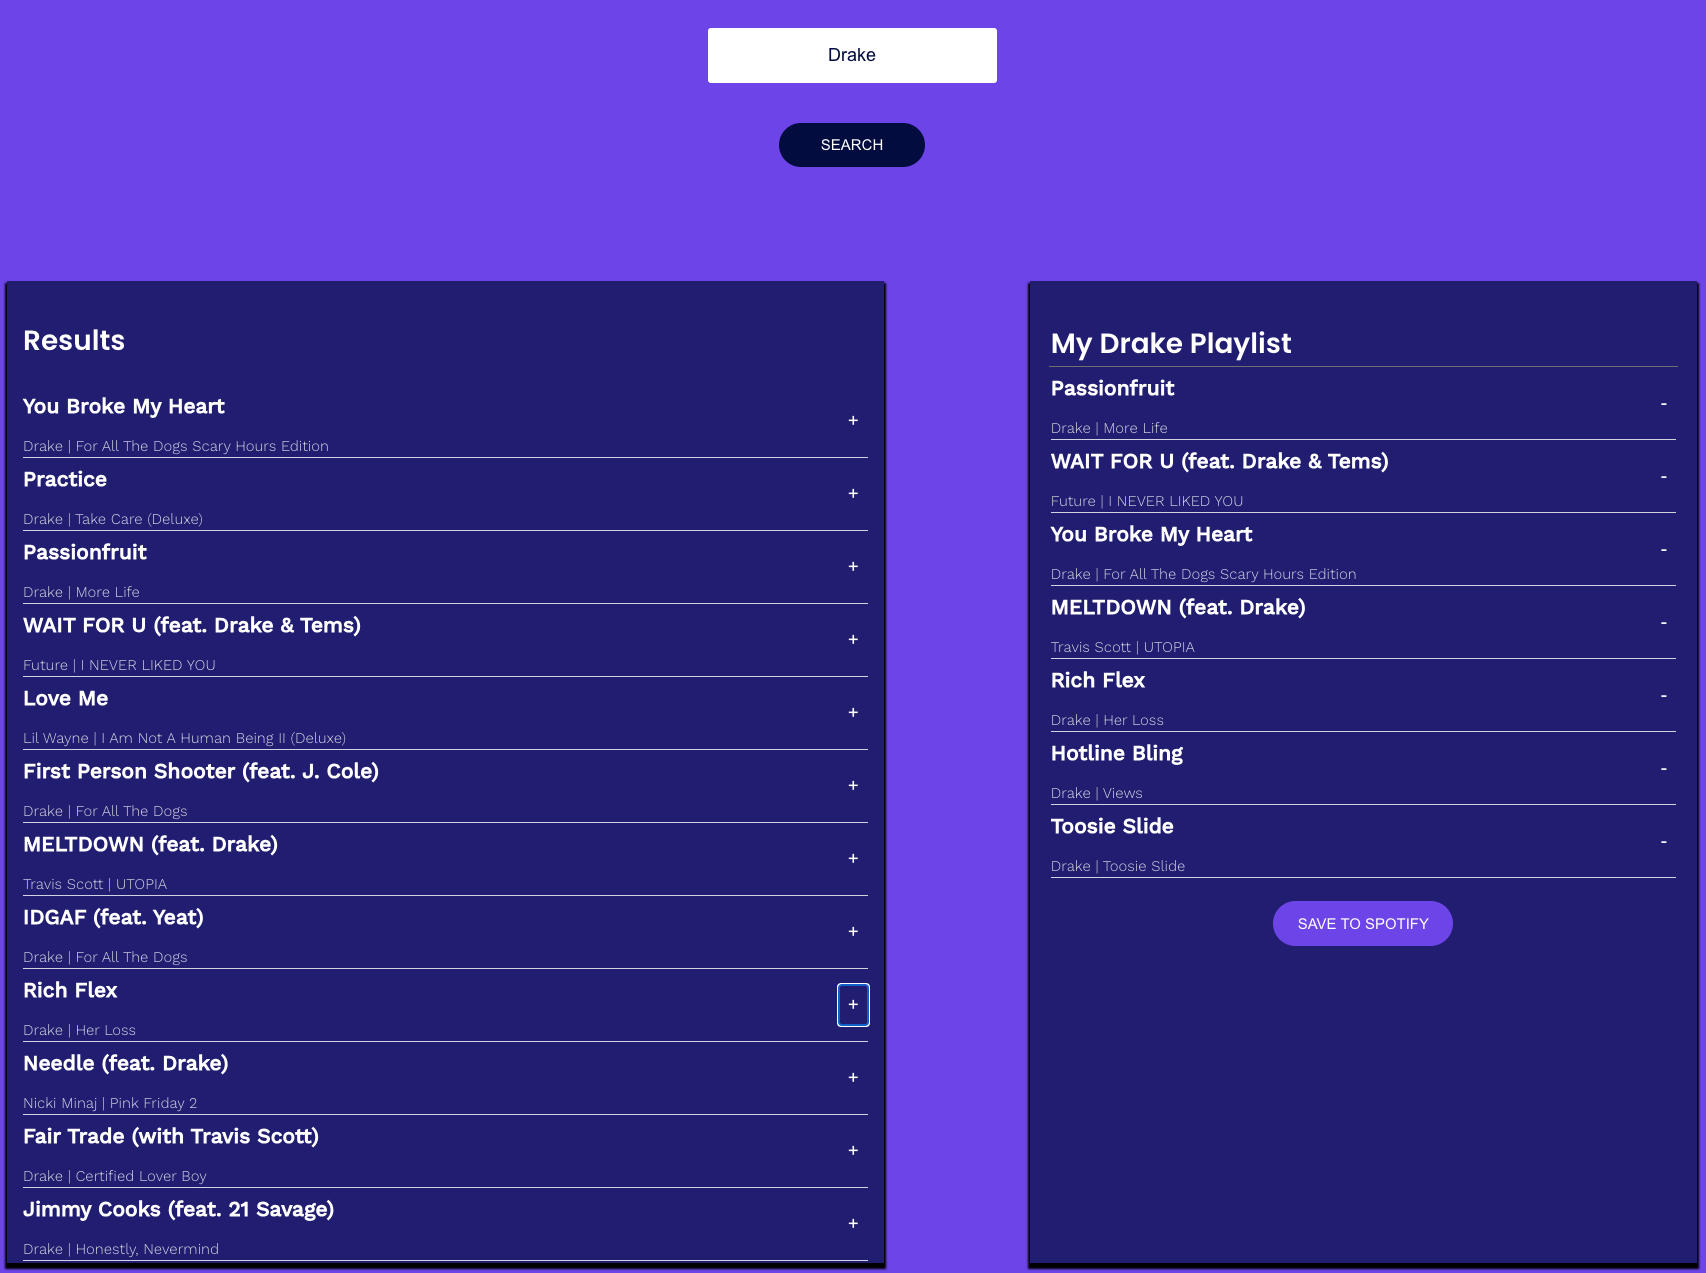 Drake
SEARCH
Results
You Broke My Heart
+
Drake | For All The Dogs Scary Hours Edition
Practice
+
Drake | Take Care (Deluxe)
Passionfruit
+
Drake | More Life
WAIT FOR U (feat. Drake & Tems)
+
Future | I NEVER LIKED YOU
Love Me
+
Lil Wayne | I Am Not A Human Being II (Deluxe)
First Person Shooter (feat. J. Cole)
+
Drake | For All The Dogs
MELTDOWN (feat. Drake)
+
Travis Scott | UTOPIA
IDGAF (feat. Yeat)
+
Drake | For All The Dogs
Rich Flex
+
Drake | Her Loss
Needle (feat. Drake)
+
Nicki Minaj | Pink Friday 2
Fair Trade (with Travis Scott)
+
Drake | Certified Lover Boy
Jimmy Cooks (feat. 21 Savage)
+
Drake | Honestly, Nevermind
My Drake Playlist
Passionfruit
-
Drake | More Life
WAIT FOR U (feat. Drake & Tems)
-
Future | I NEVER LIKED YOU
You Broke My Heart
-
Drake | For All The Dogs Scary Hours Edition
MELTDOWN (feat. Drake)
-
Travis Scott | UTOPIA
Rich Flex
-
Drake | Her Loss
Hotline Bling
-
Drake | Views
Toosie Slide
-
Drake | Toosie Slide
SAVE TO SPOTIFY